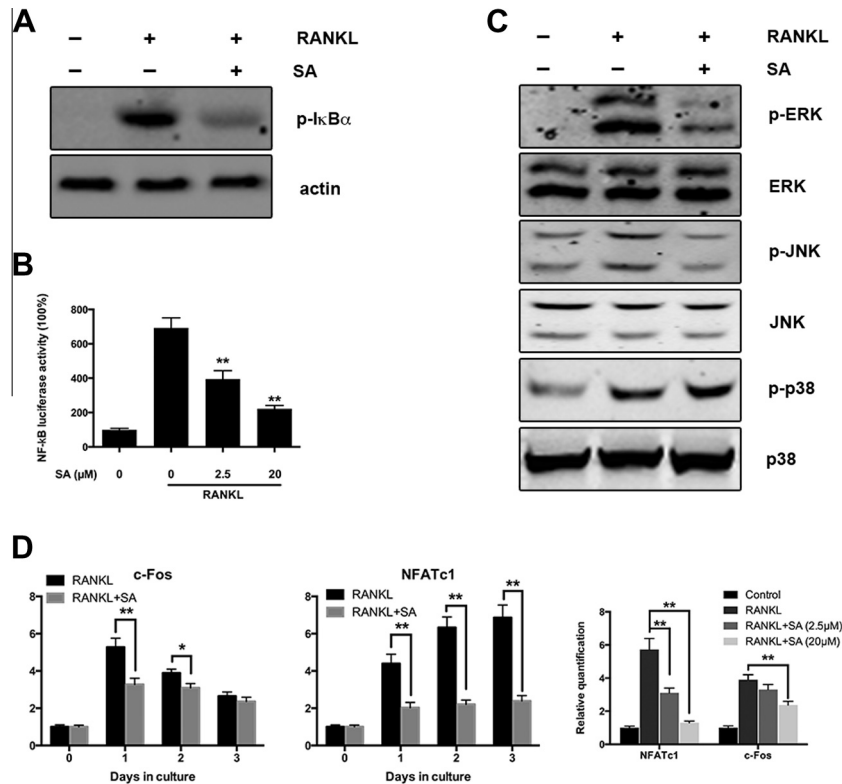 A
− + + RANKL
− − + SA
p-IκBα
actin
B
NF-kB luciferase activity (100%)
800
600
400
200
0
**
**
SA (µM) 0 0 2.5 20
RANKL
C
− + + RANKL
− − + SA
p-ERK
ERK
p-JNK
JNK
p-p38
p38
D
c-Fos
RANKL
RANKL+SA
8
6
4
2
0
**
*
0 1 2 3
Days in culture
NFATc1
RANKL
RANKL+SA
8
6
4
2
0
**
**
**
0 1 2 3
Days in culture
Control
RANKL
RANKL+SA (2.5µM)
RANKL+SA (20µM)
Relative quantification
8
6
4
2
0
**
**
**
NFATc1 c-Fos